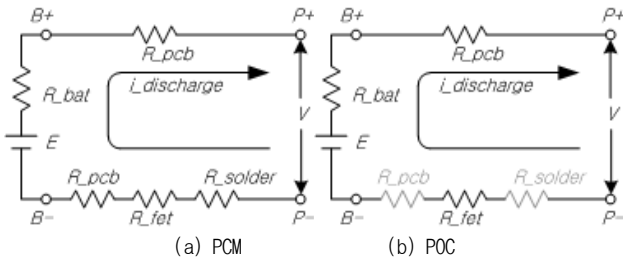 B+ P+ B+ P+
R_pcb R_pcb
i_discharge i_discharge
R_bat V R_bat V
E E
R_pcb R_solder R_pcb R_solder
B- R_fet P- B- R_fet P-
(a) PCM (b) POC